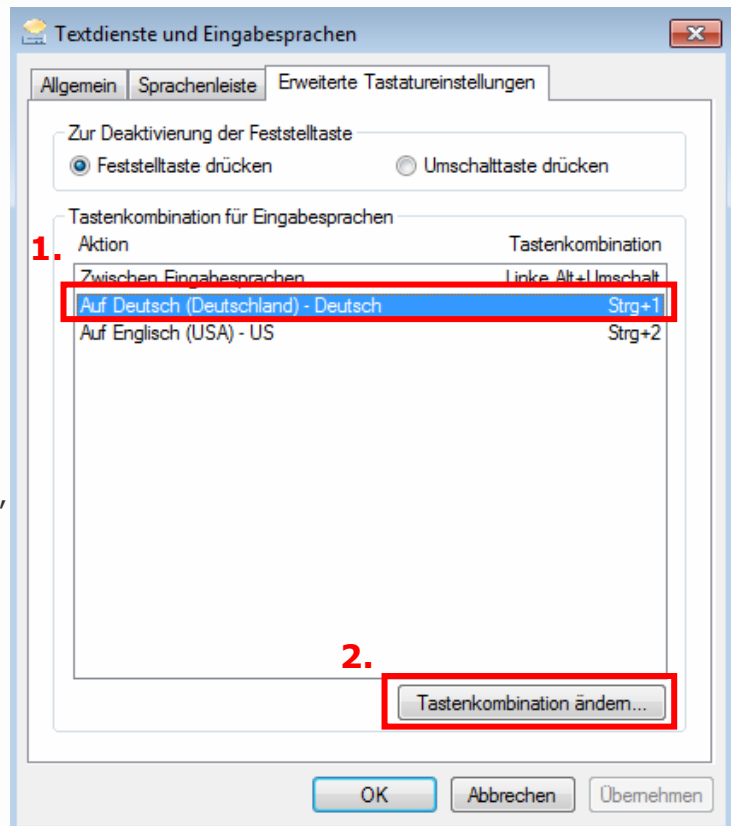 Textdienste und Eingabesprachen
Allgemein Sprachenleiste Erweiterte Tastatureinstellungen
Zur Deaktivierung der Feststelltaste
Feststelltaste drücken Umschalttaste drücken
Tastenkombination für Eingabesprachen
1.
Aktion Tastenkombination
Zwischen Eingabesprachen Linke Alt+Umschalt
Auf Deutsch (Deutschland) - Deutsch Strg+1
Auf Englisch (USA) - US Strg+2
,
2.
Tastenkombination ändern...
OK Abbrechen Übernehmen